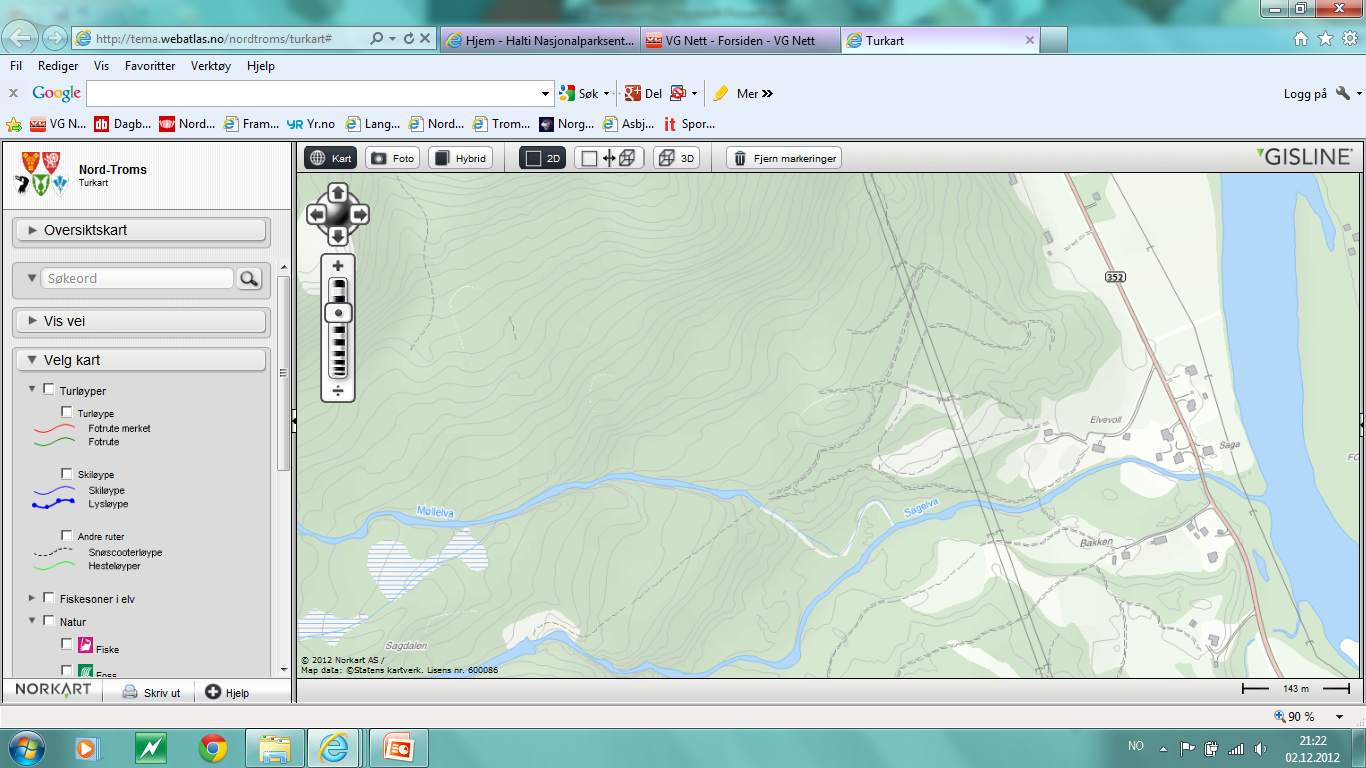 http://tema.webatlas.no/nordtroms/turkart#
Hjem - Halti Nasjonalparksent...
VG Nett - Forsiden - VG Nett
Turkart
Fil Rediger Vis Favoritter Verktøy Hjelp
x Google Søk Del Mer » Logg på
VG N... Dagb... Nord... Fram... YR Yr.no Lang... Nord... Trom... Norg... Asbj... it Spor...
Nord-Troms
Turkart
Kart Foto Hybrid 2D 3D Fjern markeringer GISLINE
Oversiktskart
Søkeord
Vis vei
Velg kart
Turløyper
Turløype
Fotrute merket
Fotrute
Skiløype
Skiløype
Lysløype
Andre ruter
Snøscooterløype
Hesteløyper
Fiskesoner i elv
Natur
Fiske
Foss
352
Elvevoll
Saga
FO
Møllelva
Sagelva
Bakken
Sagdalen
© 2012 Norkart AS /
Map data: ©Statens kartverk. Lisens nr. 600086
NORKART Skriv ut Hjelp
143 m
90 %
NO
21:22
02.12.2012